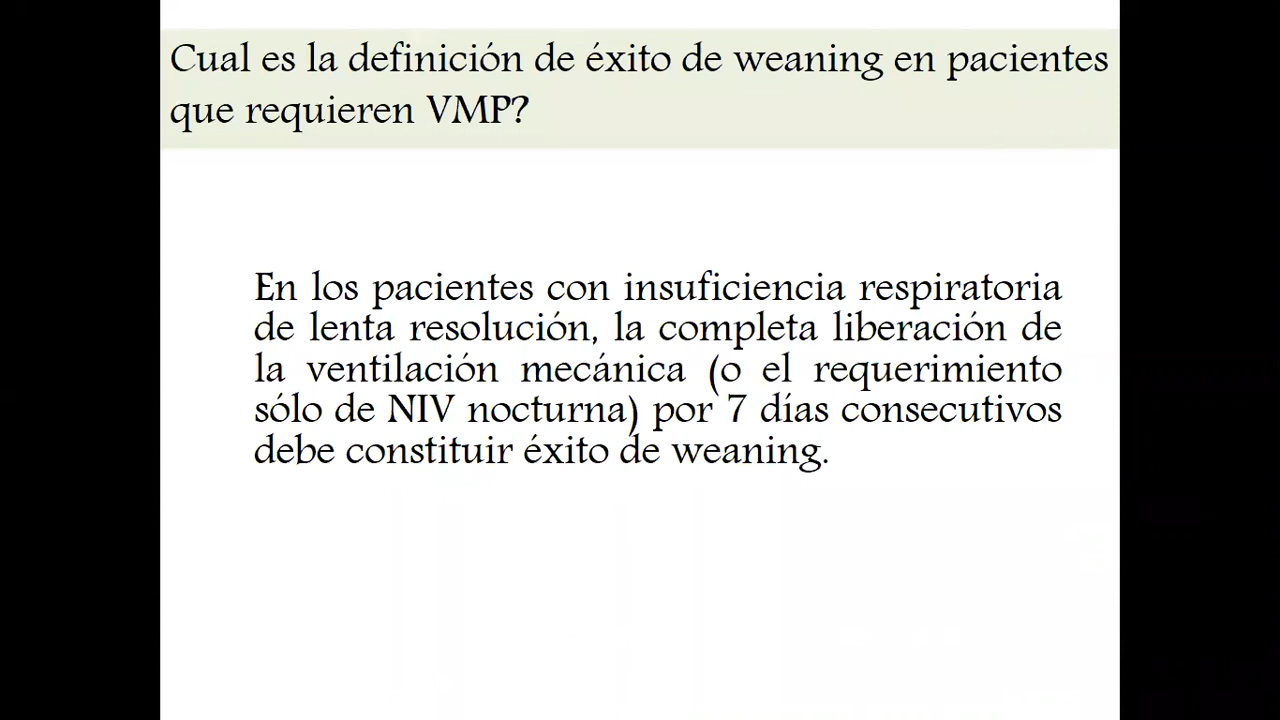 Cual es la definición de éxito de weaning en pacientes
que requieren VMP?
En los pacientes con insuficiencia respiratoria
de lenta resolución, la completa liberación de
la ventilación mecánica (o el requerimiento
sólo de NIV nocturna) por 7 días consecutivos
debe constituir éxito de weaning.